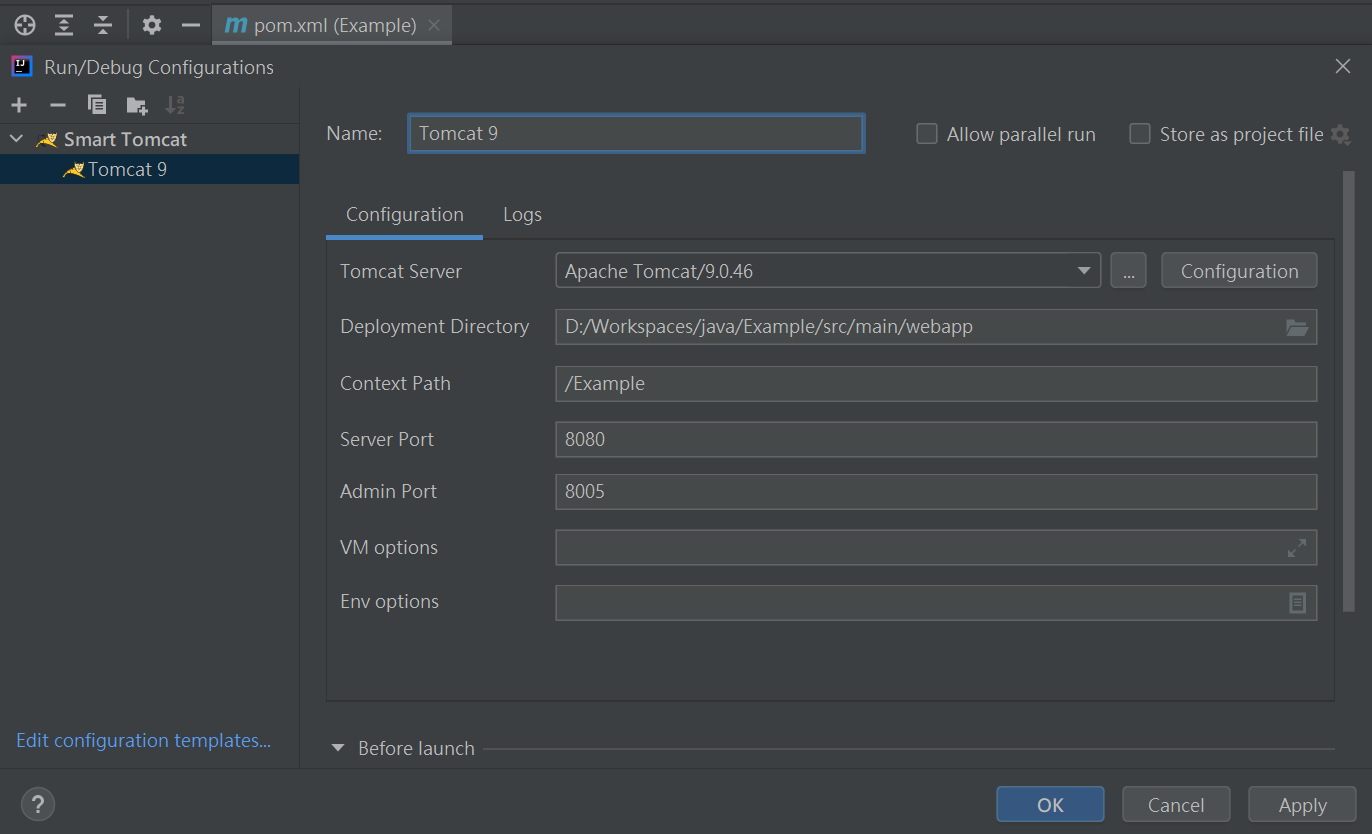 m pom.xml (Example)
Run/Debug Configurations
Smart Tomcat
Tomcat 9
Edit configuration templates...
Name: Tomcat 9
Allow parallel run
Store as project file
Configuration Logs
Tomcat Server Apache Tomcat/9.0.46 ... Configuration
Deployment Directory D:/Workspaces/java/Example/src/main/webapp
Context Path /Example
Server Port 8080
Admin Port 8005
VM options
Env options
Before launch
? OK Cancel Apply